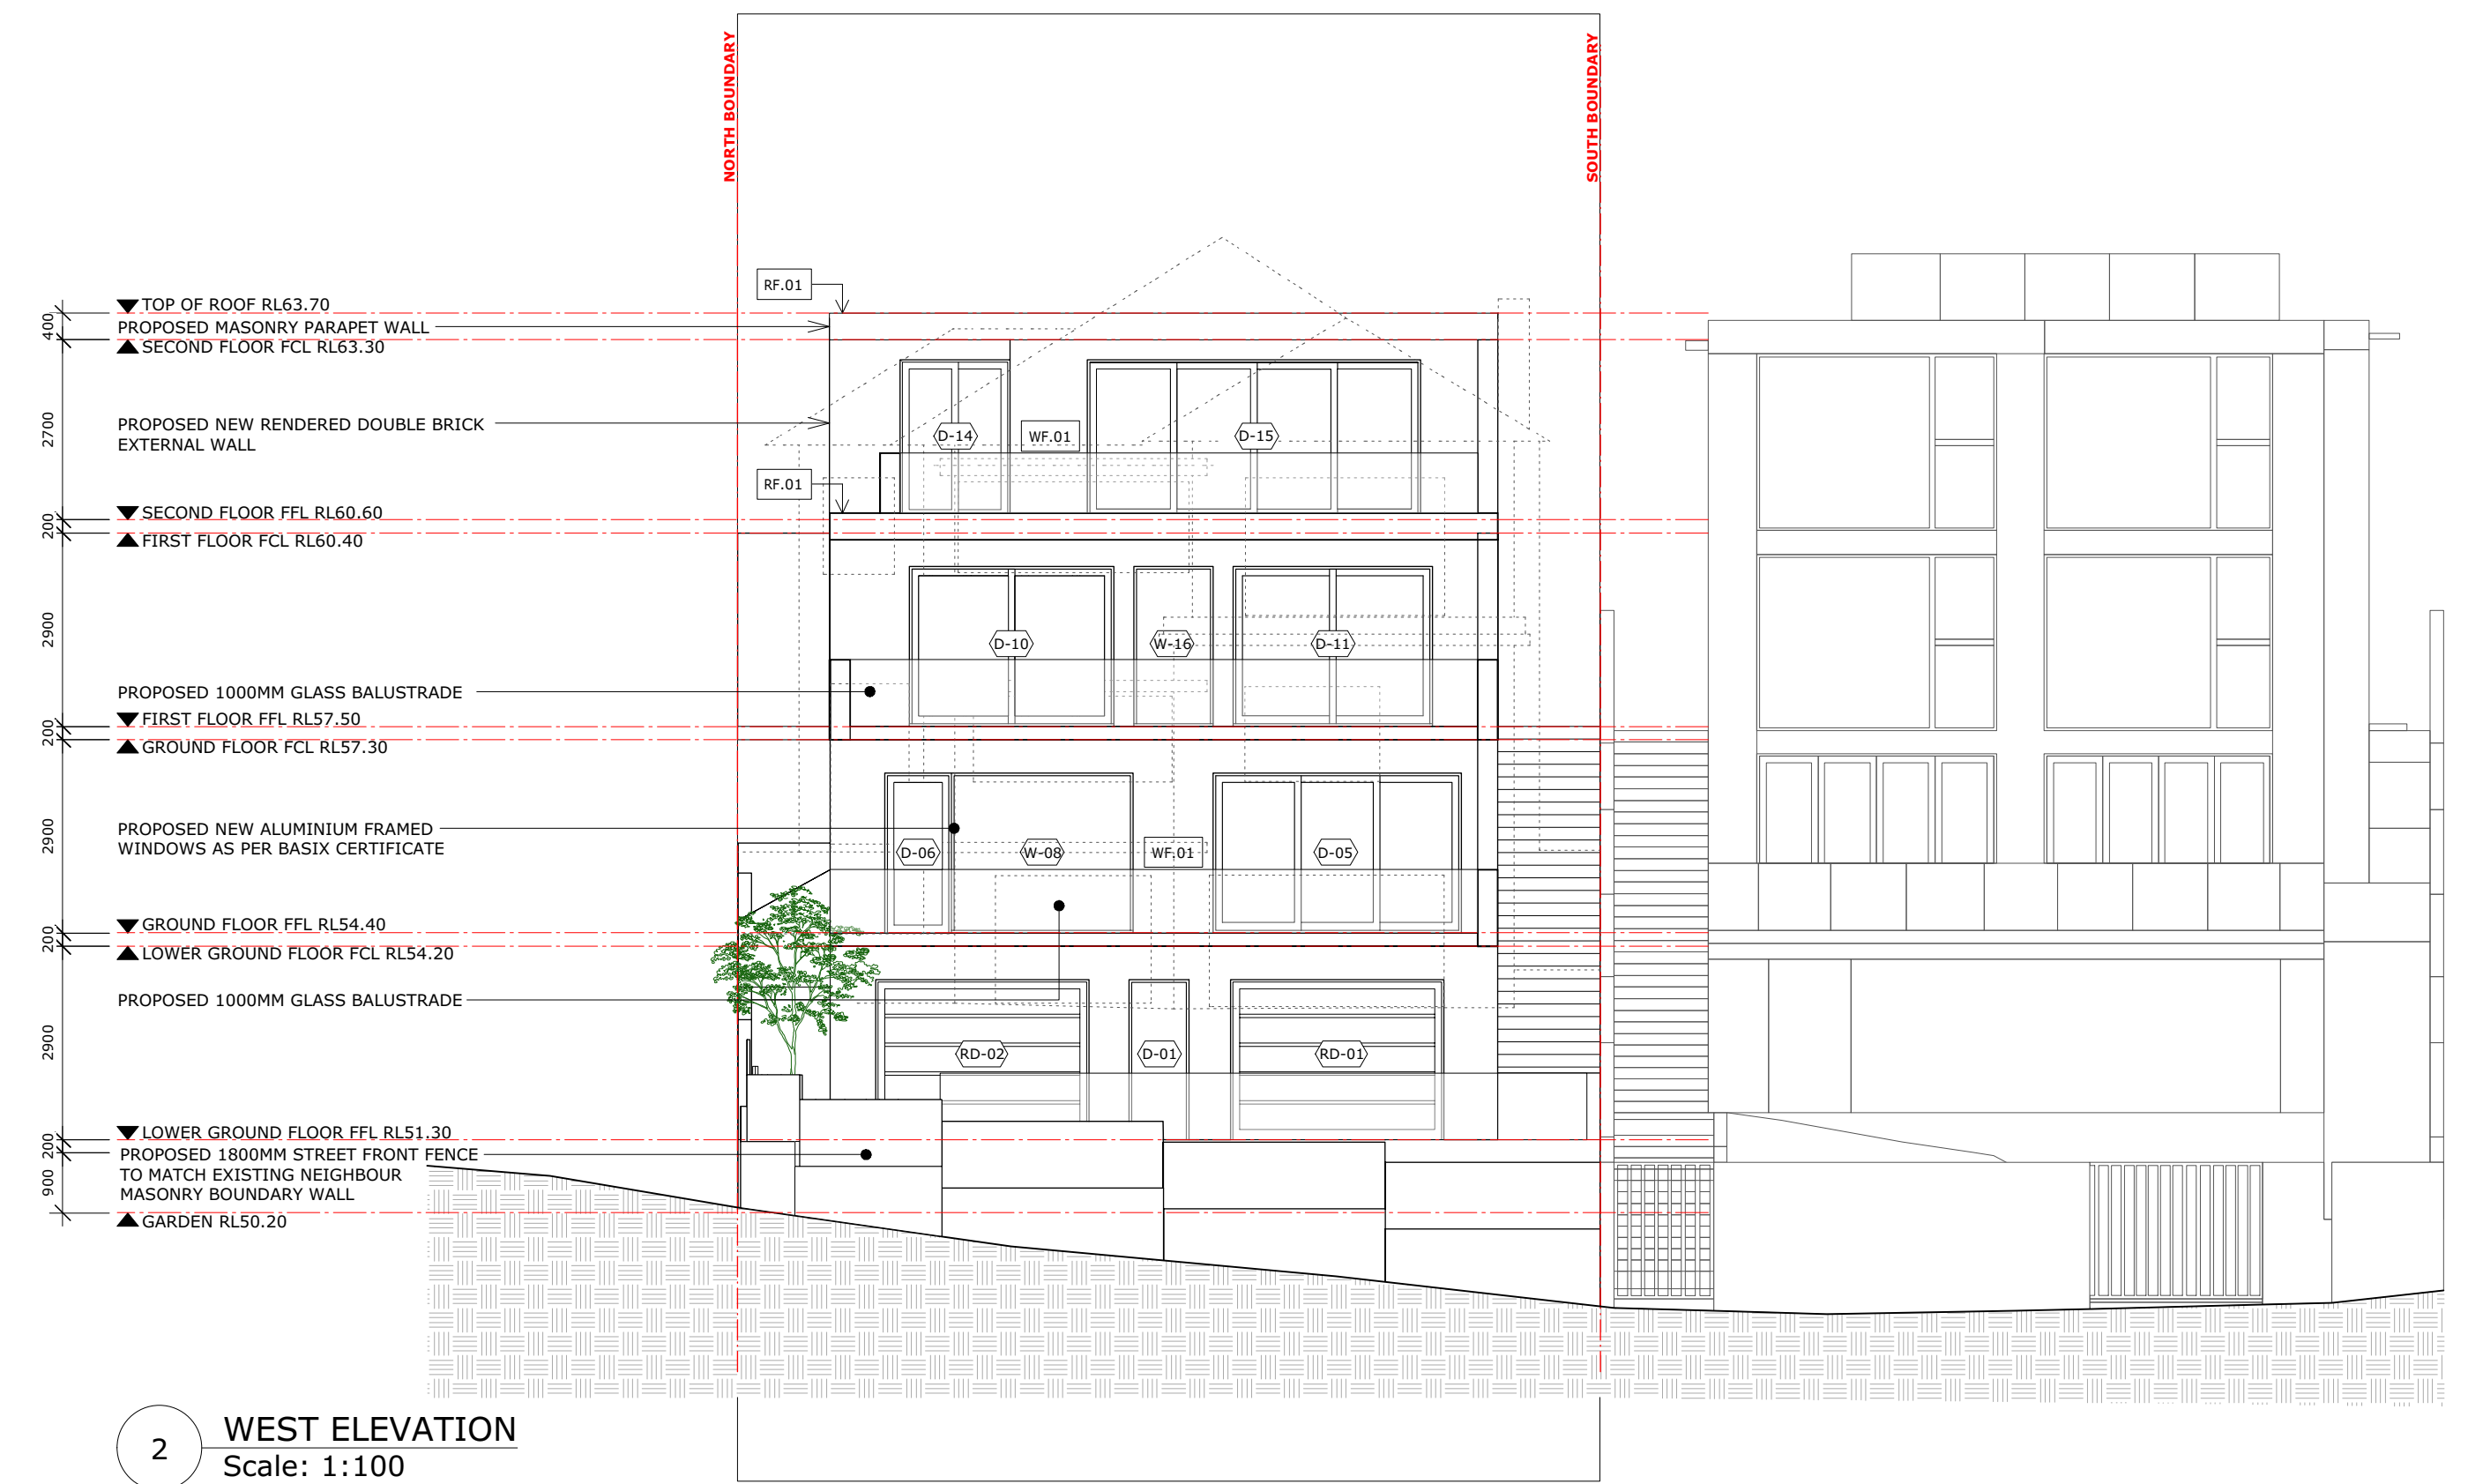 NORTH BOUNDARY
SOUTH BOUNDARY
RF.01
TOP OF ROOF RL63.70
400
PROPOSED MASONRY PARAPET WALL
SECOND FLOOR FCL RL63.30
2700
PROPOSED NEW RENDERED DOUBLE BRICK
EXTERNAL WALL
D-14
WF.01
D-15
RF.01
SECOND FLOOR FFL RL60.60
200
FIRST FLOOR FCL RL60.40
2900
D-10
W-16
D-11
PROPOSED 1000MM GLASS BALUSTRADE
FIRST FLOOR FFL RL57.50
200
GROUND FLOOR FCL RL57.30
2900
PROPOSED NEW ALUMINIUM FRAMED
WINDOWS AS PER BASIX CERTIFICATE
D-06
W-08
WF.01
D-05
GROUND FLOOR FFL RL54.40
200
LOWER GROUND FLOOR FCL RL54.20
PROPOSED 1000MM GLASS BALUSTRADE
2900
RD-02
D-01
RD-01
LOWER GROUND FLOOR FFL RL51.30
200
PROPOSED 1800MM STREET FRONT FENCE
TO MATCH EXISTING NEIGHBOUR
MASONRY BOUNDARY WALL
900
GARDEN RL50.20
2
WEST ELEVATION
Scale: 1:100